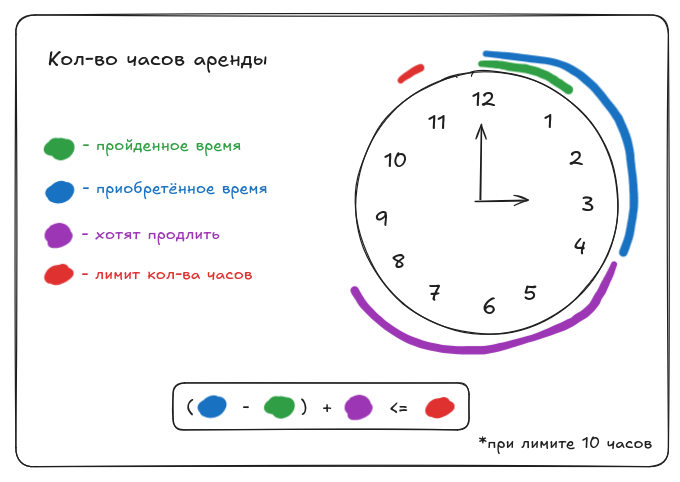 Кол-во часов аренды
- пройденное время
- приобретённое время
- хотят продлить
- лимит кол-ва часов
12
11
1
10
2
9
3
8
4
7
6
5
( - ) + <=
*при лимите 10 часов